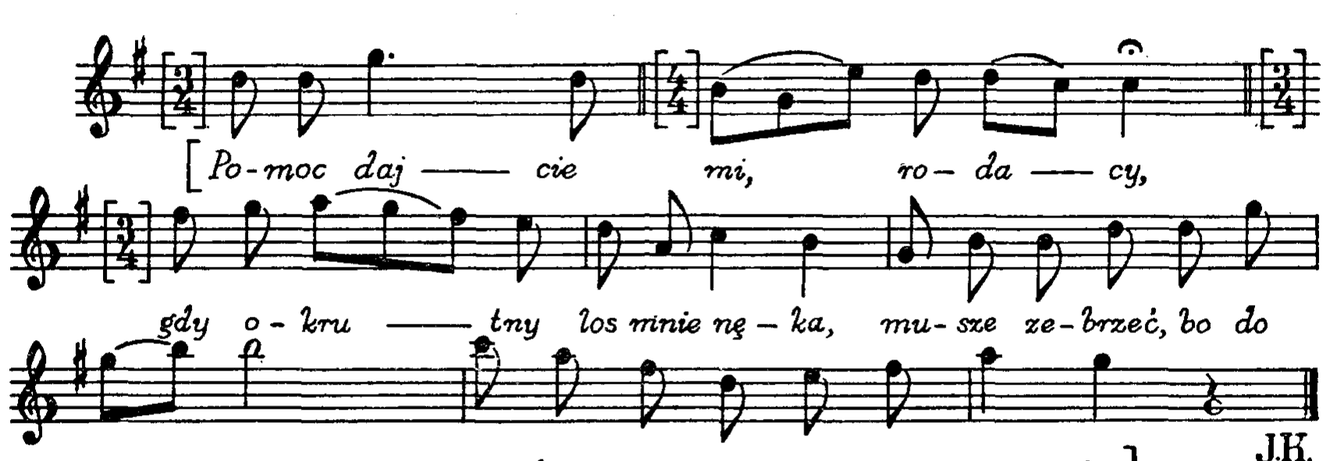 [Po-moc daj —— cie mi, ro-da —— cy,
gdy o-kru —— tny los mnie nę-ka, mu-sze że-brzeć, bo do
J.K.